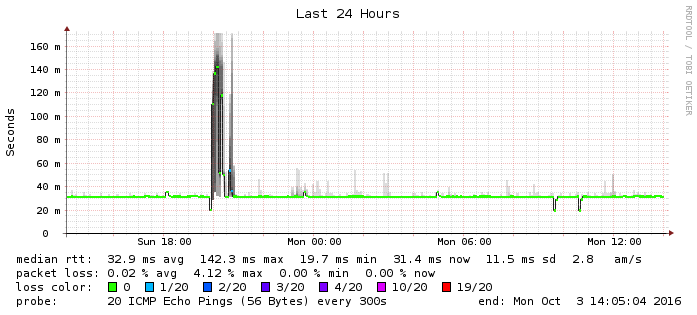 Last 24 Hours
RRDTOOL / TOBI OETIKER
Seconds
160 m
140 m
120 m
100 m
80 m
60 m
40 m
20 m
0
Sun 18:00 Mon 00:00 Mon 06:00 Mon 12:00
median rtt: 32.9 ms avg 142.3 ms max 19.7 ms min 31.4 ms now 11.5 ms sd 2.8 am/s
packet loss: 0.02 % avg 4.12 % max 0.00 % min 0.00 % now
loss color: 0 1/20 2/20 3/20 4/20 10/20 19/20
probe: 20 ICMP Echo Pings (56 Bytes) every 300s end: Mon Oct 3 14:05:04 2016